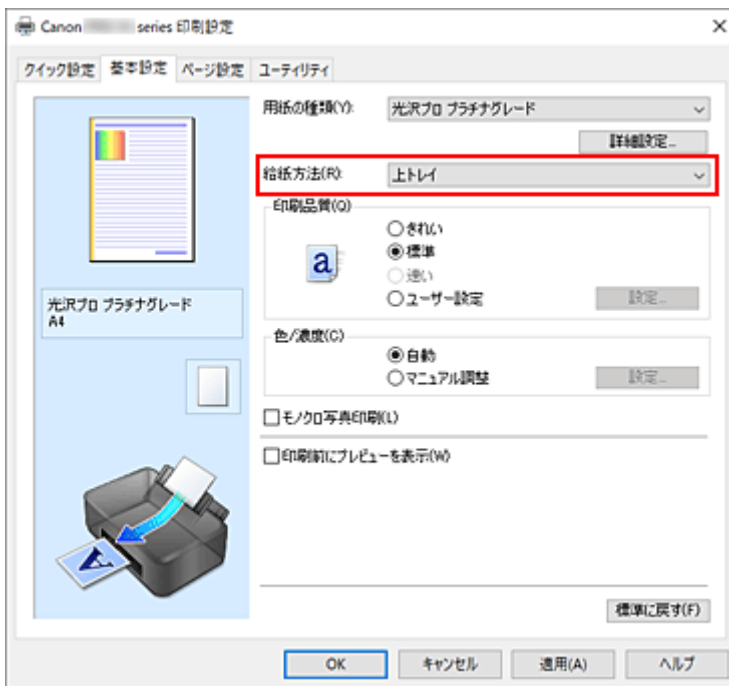 Canon series 印刷設定
クイック設定 基本設定 ページ設定 ユーティリティ
用紙の種類(Y): 光沢プロ プラチナグレード
詳細設定...
給紙方法(R): 上トレイ
印刷品質(Q)
きれい
a
標準
速い
ユーザー設定 設定...
光沢プロ プラチナグレード
A4
色/濃度(C)
自動
マニュアル調整 設定...
モノクロ写真印刷(L)
印刷前にプレビューを表示(W)
A
標準に戻す(F)
OK キャンセル 適用(A) ヘルプ